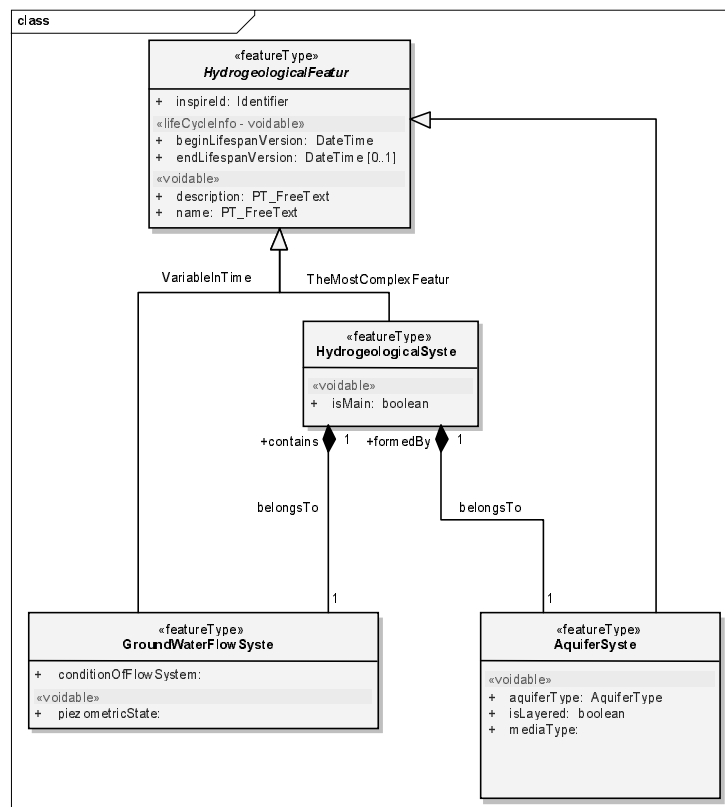 class
«featureType»
HydrogeologicalFeatur
+ inspireId: Identifier
«lifeCycleInfo - voidable»
+ beginLifespanVersion: DateTime
+ endLifespanVersion: DateTime [0..1]
«voidable»
+ description: PT_FreeText
+ name: PT_FreeText
VariableInTime
TheMostComplexFeatur
«featureType»
HydrogeologicalSyste
«voidable»
+ isMain: boolean
+contains 1
+formedBy 1
belongsTo
belongsTo
1
1
«featureType»
GroundWaterFlowSyste
+ conditionOfFlowSystem:
«voidable»
+ piezometricState:
«featureType»
AquiferSyste
«voidable»
+ aquiferType: AquiferType
+ isLayered: boolean
+ mediaType: